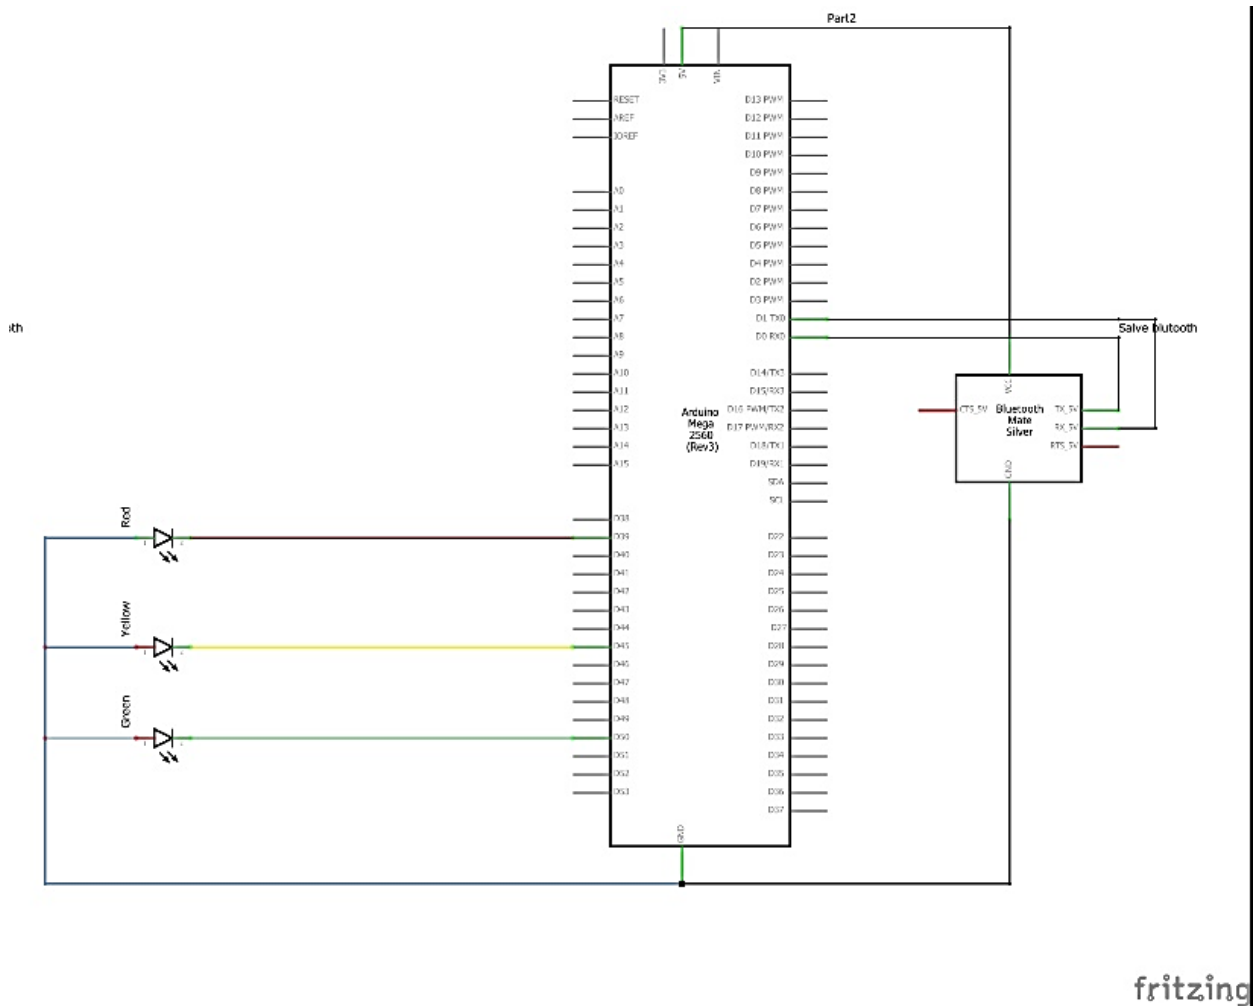 Part2
3V3
5V
VIN
RESET
AREF
IOREF
A0
A1
A2
A3
A4
A5
A6
A7
A8
A9
A10
A11
A12
A13
A14
A15
D38
D39
D40
D41
D42
D43
D44
D45
D46
D47
D48
D49
D50
D51
D52
D53
D13 PWM
D12 PWM
D11 PWM
D10 PWM
D9 PWM
D8 PWM
D7 PWM
D6 PWM
D5 PWM
D4 PWM
D2 PWM
D3 PWM
D1 TX0
D0 RX0
D14/TX3
D15/RX3
D16 PWM/TX2
D17 PWM/RX2
D18/TX1
D19/RX1
SDA
SCL
D22
D23
D24
D25
D26
D27
D28
D29
D30
D31
D32
D33
D34
D35
D36
D37
GND
Arduino
Mega
2560
(Rev3)
Salve blutooth
VCC
CTS_5V
Bluetooth
Mate
Silver
TX_5V
RX_5V
RTS_5V
GND
Red
Yellow
Green
fritzing